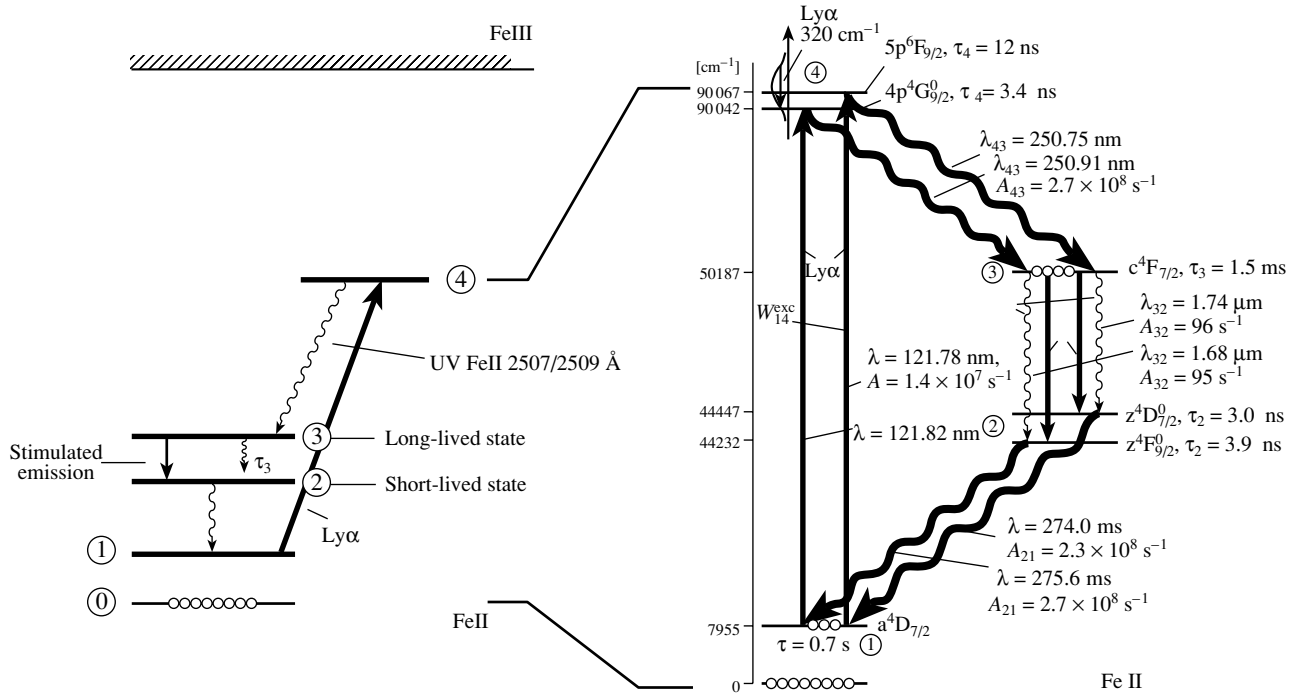 FeIII
④
UV FeII 2507/2509 Å
③ Long-lived state
Stimulated
emission
τ₃
② Short-lived state
Lyα
①
⓪
FeII
Lyα
320 cm⁻¹
[cm⁻¹]
④
5p⁶F₉/₂, τ₄ = 12 ns
90 067
4p⁴G⁰₉/₂, τ₄= 3.4 ns
90 042
λ₄₃ = 250.75 nm
λ₄₃ = 250.91 nm
A₄₃ = 2.7 × 10⁸ s⁻¹
50187
Lyα
③
c⁴F₇/₂, τ₃ = 1.5 ms
W₁₄ᵉˣᶜ
λ₃₂ = 1.74 μm
A₃₂ = 96 s⁻¹
λ₃₂ = 1.68 μm
A₃₂ = 95 s⁻¹
λ = 121.78 nm,
A = 1.4 × 10⁷ s⁻¹
44447
z⁴D⁰₇/₂, τ₂ = 3.0 ns
λ = 121.82 nm
②
44232
z⁴F⁰₉/₂, τ₂ = 3.9 ns
λ = 274.0 ms
A₂₁ = 2.3 × 10⁸ s⁻¹
λ = 275.6 ms
A₂₁ = 2.7 × 10⁸ s⁻¹
7955
a⁴D₇/₂
τ = 0.7 s ①
0
Fe II